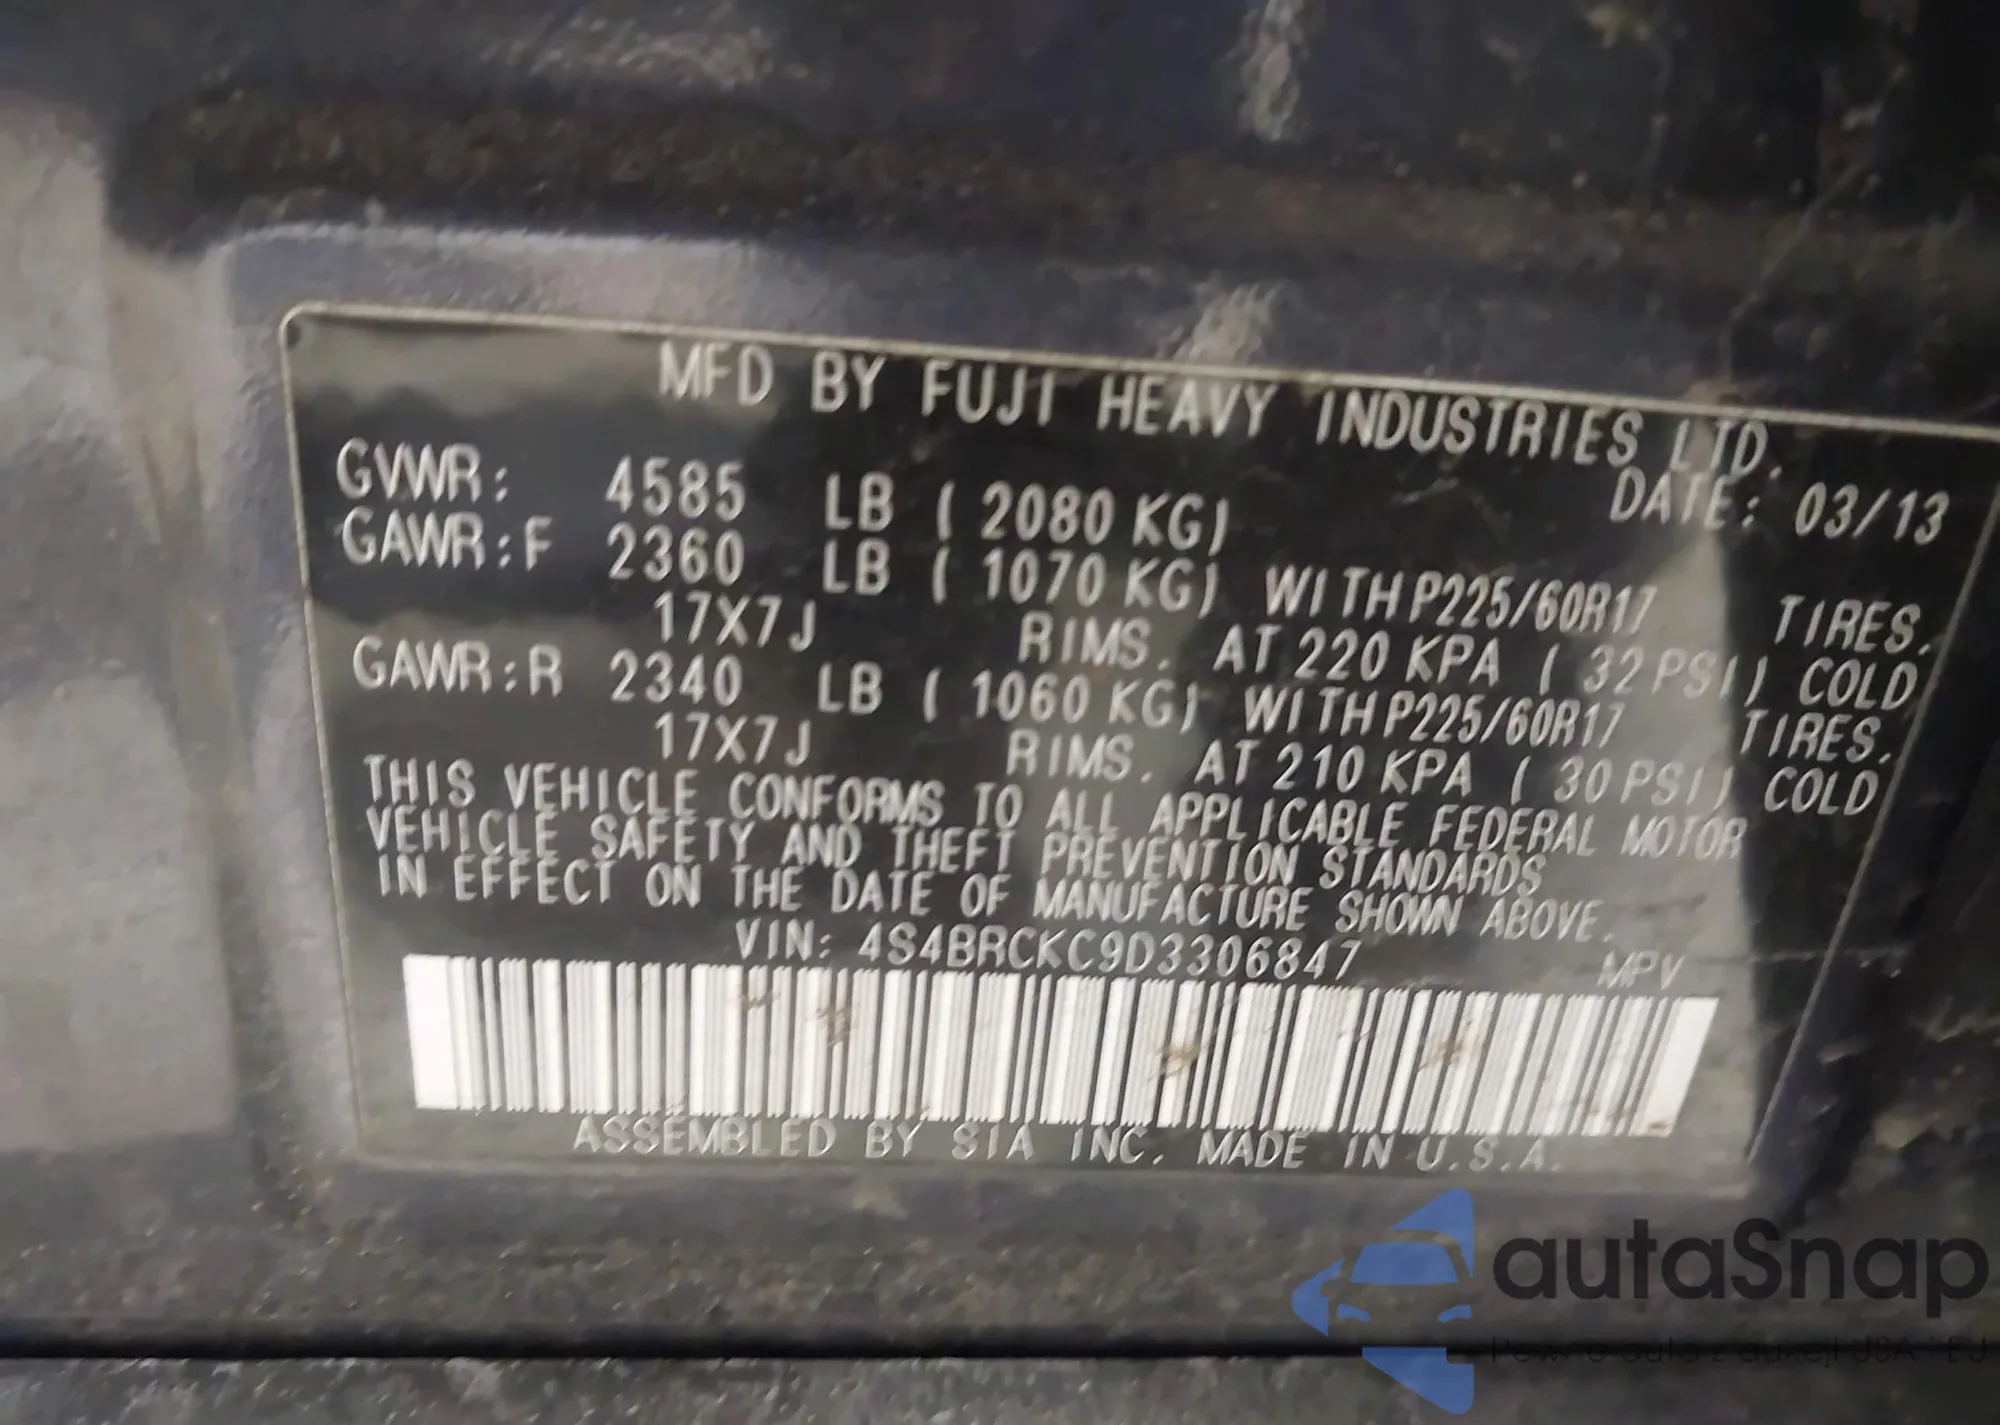 MFD BY FUJI HEAVY INDUSTRIES LTD.
DATE: 03/13
GVWR: 4585 LB ( 2080 KG)
GAWR:F 2360 LB ( 1070 KG) WITH P225/60R17 TIRES.
17X7J RIMS. AT 220 KPA ( 32 PSI) COLD
GAWR:R 2340 LB ( 1060 KG) WITH P225/60R17 TIRES.
17X7J RIMS. AT 210 KPA ( 30 PSI) COLD
THIS VEHICLE CONFORMS TO ALL APPLICABLE FEDERAL MOTOR
VEHICLE SAFETY AND THEFT PREVENTION STANDARDS
IN EFFECT ON THE DATE OF MANUFACTURE SHOWN ABOVE.
VIN: 4S4BRCKC9D3306847 MPV
ASSEMBLED BY SIA INC. MADE IN U.S.A.
autaSnap
auto z aukcji USA i EU